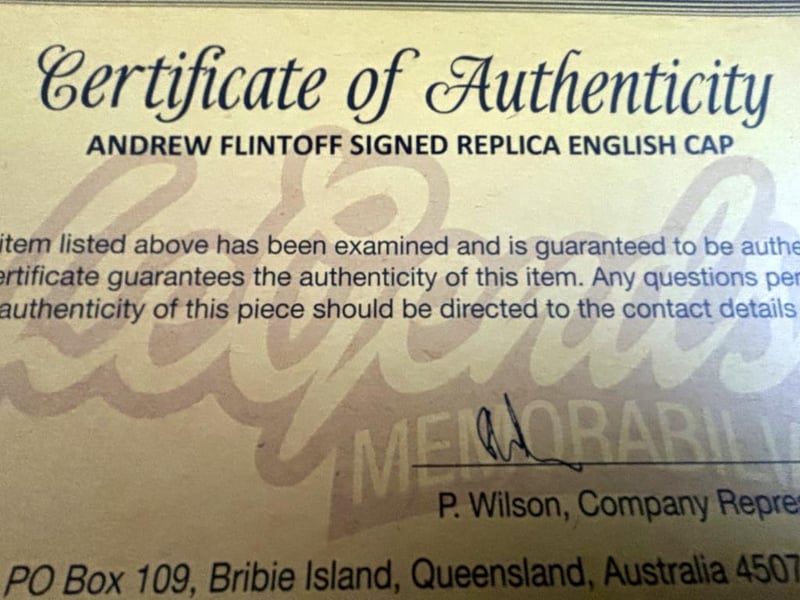 Certificate of Authenticity
ANDREW FLINTOFF SIGNED REPLICA ENGLISH CAP
item listed above has been examined and is guaranteed to be authe
ertificate guarantees the authenticity of this item. Any questions per
authenticity of this piece should be directed to the contact details
Legends
MEMORABILI
P. Wilson, Company Repre
PO Box 109, Bribie Island, Queensland, Australia 4507